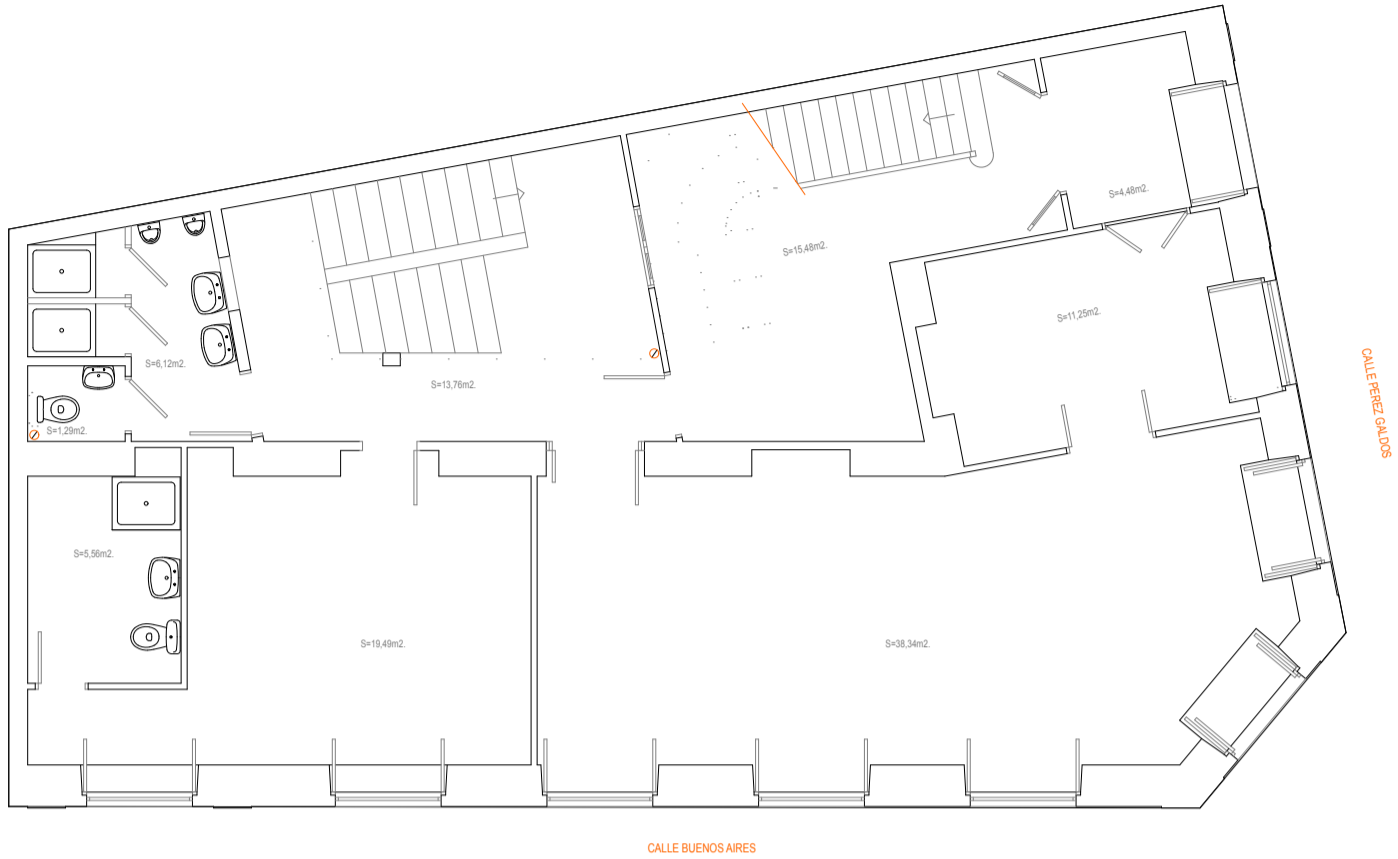 S=4,48m2.
S=15,48m2.
S=11,25m2.
S=6,12m2.
S=13,76m2.
S=1,29m2.
CALLE PEREZ GALDOS
S=5,56m2.
S=19,49m2.
S=38,34m2.
CALLE BUENOS AIRES